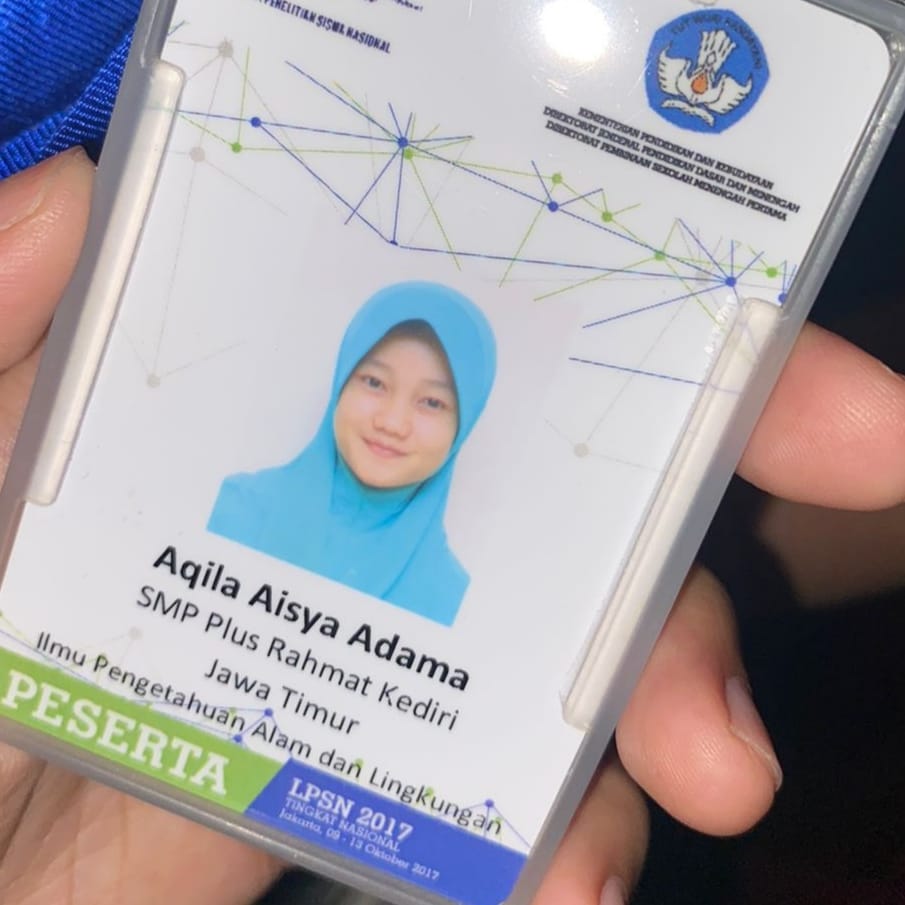 PENELITIAN SISWA NASIONAL
TUT WURI HANDAYANI
KEMENTERIAN PENDIDIKAN DAN KEBUDAYAAN
DIREKTORAT JENDERAL PENDIDIKAN DASAR DAN MENENGAH
DIREKTORAT PEMBINAAN SEKOLAH MENENGAH PERTAMA
Aqila Aisya Adama
SMP Plus Rahmat Kediri
Jawa Timur
Ilmu Pengetahuan Alam dan Lingkungan
PESERTA
LPSN 2017
TINGKAT NASIONAL
Jakarta, 09 - 13 Oktober 2017